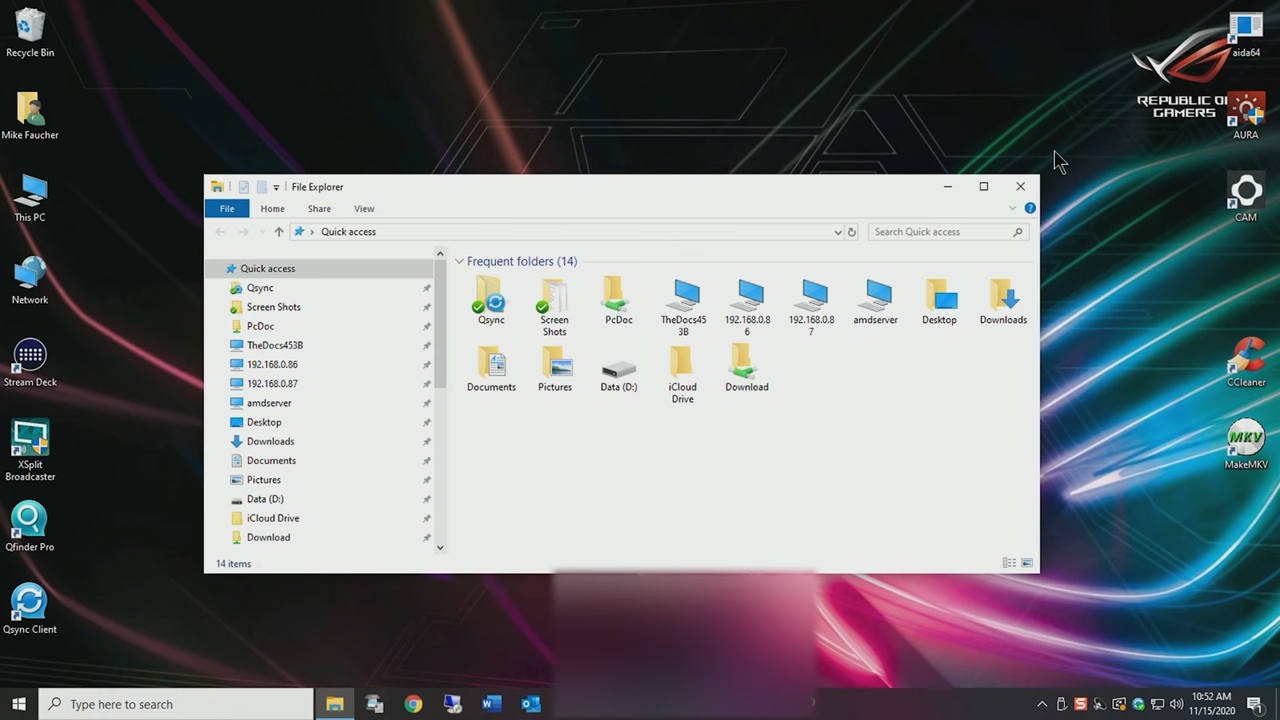 Recycle Bin
Mike Faucher
This PC
Network
Stream Deck
XSplit
Broadcaster
Qfinder Pro
Qsync Client
aida64
REPUBLIC OF
GAMERS
AURA
CAM
CCleaner
MKV
MakeMKV
File Explorer
File
Home
Share
View
Quick access
Search Quick access
Quick access
Qsync
Screen Shots
PcDoc
TheDocs453B
192.168.0.86
192.168.0.87
amdserver
Desktop
Downloads
Documents
Pictures
Data (D:)
iCloud Drive
Download
Frequent folders (14)
Qsync
Screen
Shots
PcDoc
TheDocs45
3B
192.168.0.8
6
192.168.0.8
7
amdserver
Desktop
Downloads
Documents
Pictures
Data (D:)
iCloud
Drive
Download
14 items
Type here to search
10:52 AM
11/15/2020